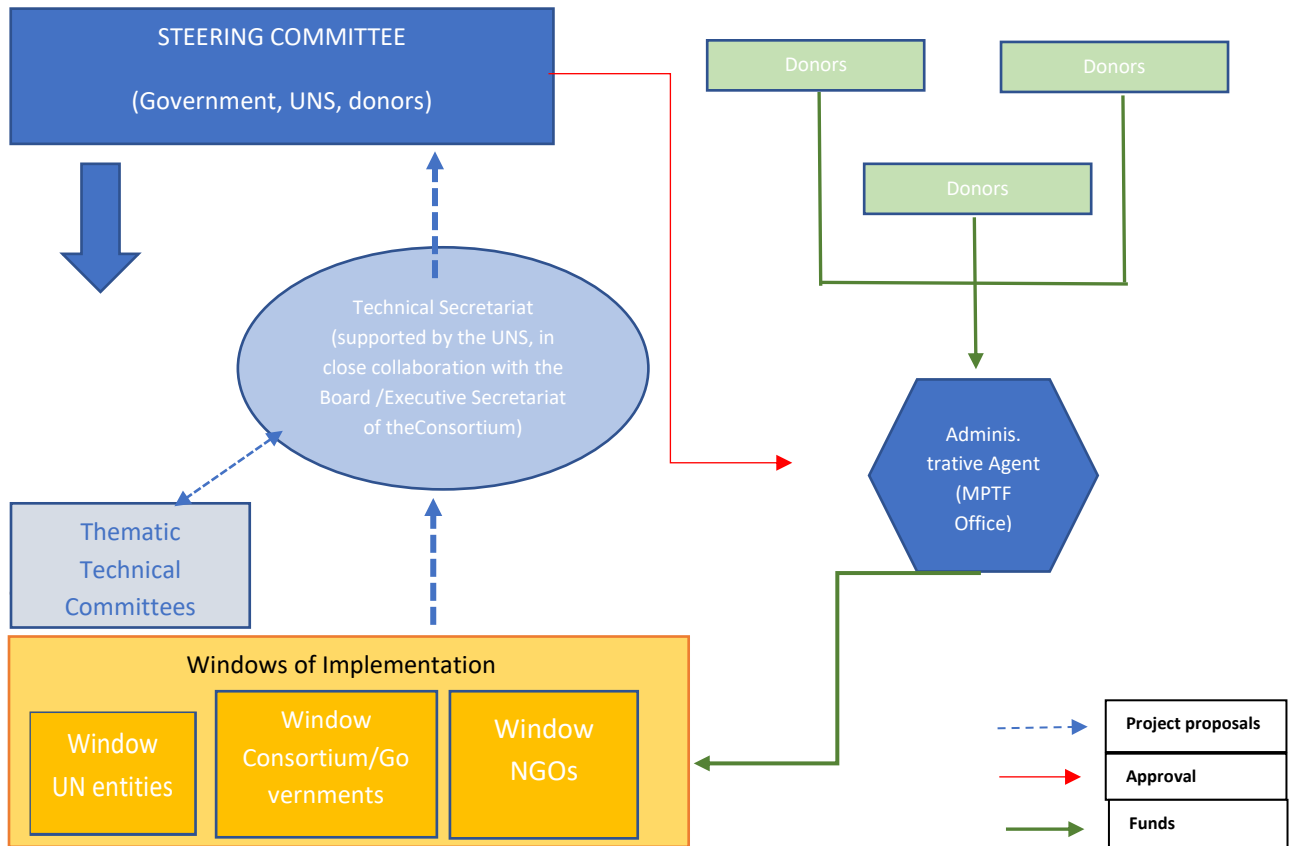 STEERING COMMITTEE
(Government, UNS, donors)
Donors
Donors
Donors
Technical Secretariat
(supported by the UNS, in
close collaboration with the
Board /Executive Secretariat
of theConsortium)
Adminis.
trative Agent
(MPTF
Office)
Thematic
Technical
Committees
Windows of Implementation
Window
UN entities
Window
Consortium/Go
vernments
Window
NGOs
Project proposals
Approval
Funds